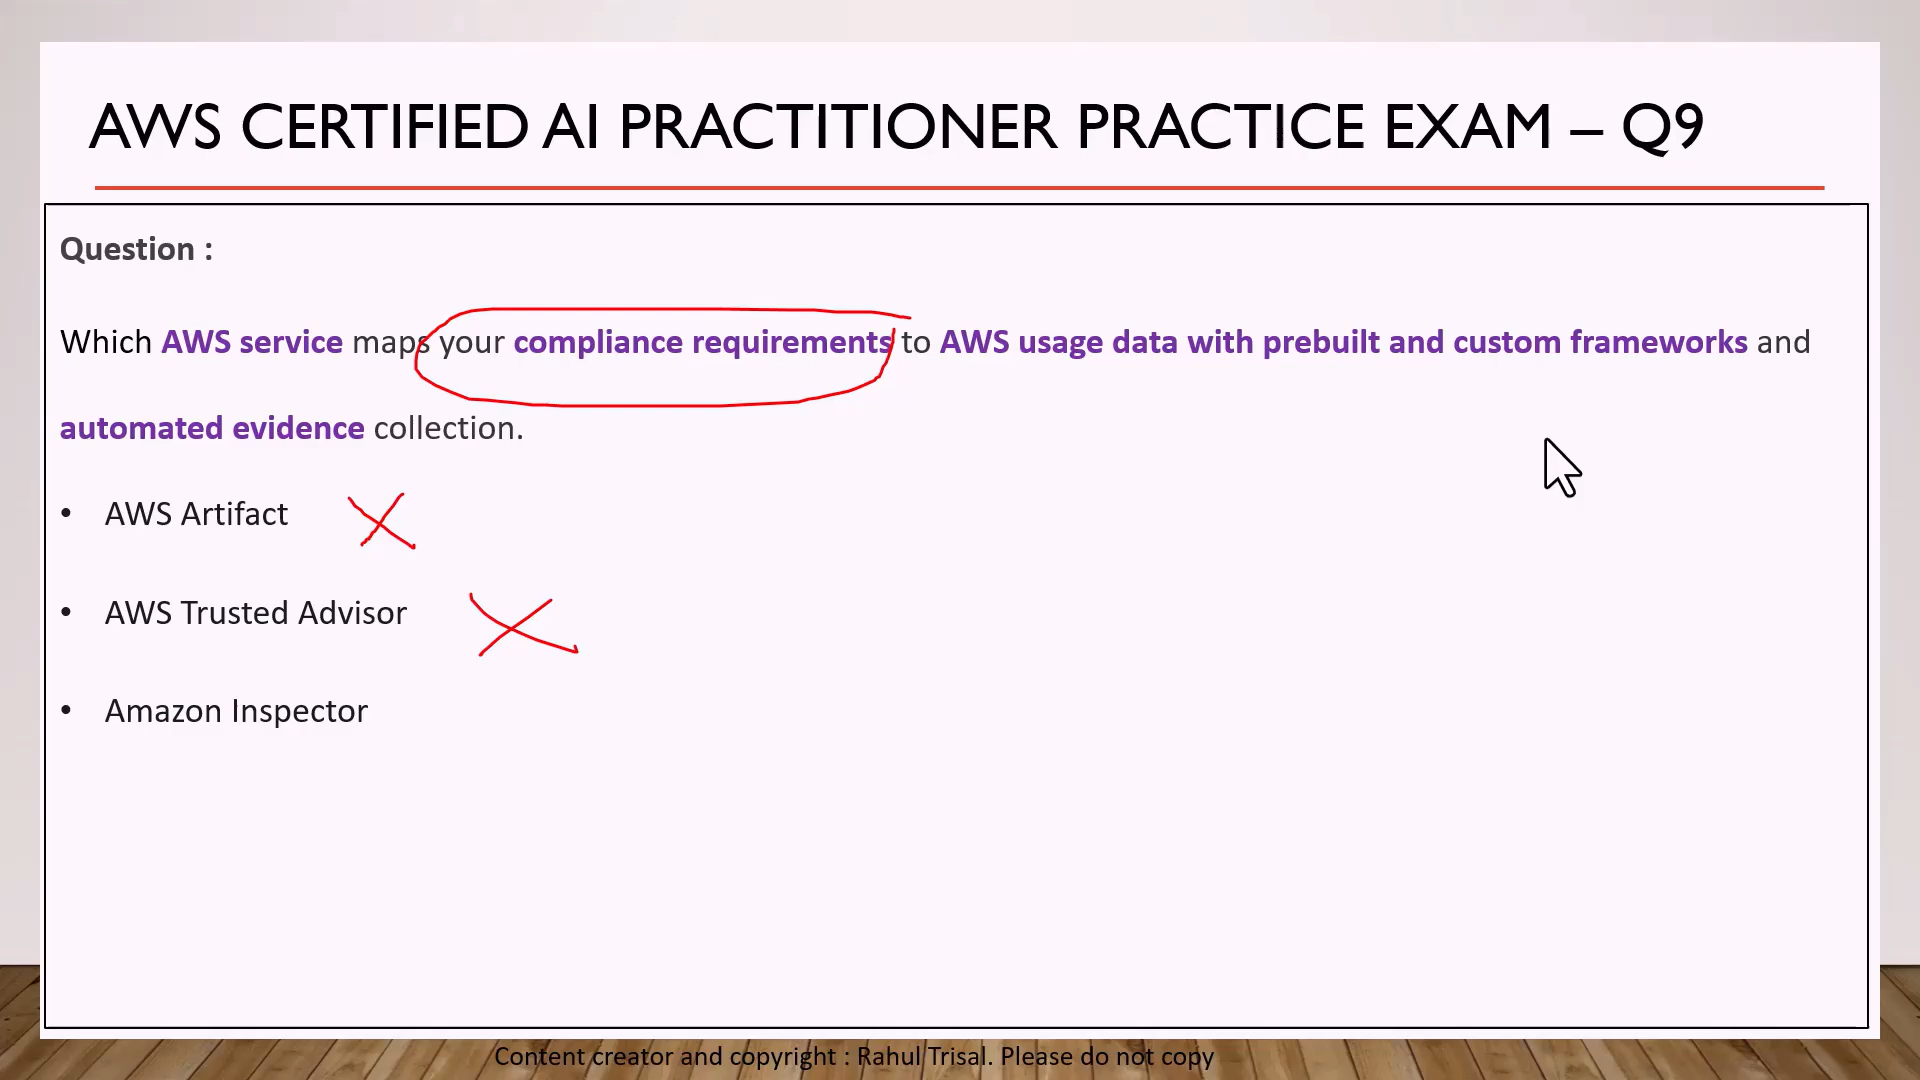 AWS CERTIFIED AI PRACTITIONER PRACTICE EXAM – Q9
Question :
Which AWS service maps your compliance requirements to AWS usage data with prebuilt and custom frameworks and
automated evidence collection.
• AWS Artifact
• AWS Trusted Advisor
• Amazon Inspector
Content creator and copyright : Rahul Trisal. Please do not copy